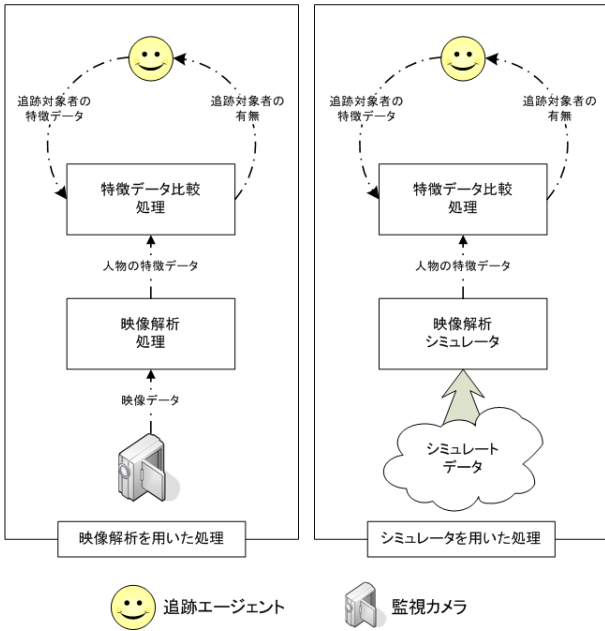 追跡対象者の
特徴データ
追跡対象者の
有無
特徴データ比較
処理
人物の特徴データ
映像解析
処理
映像データ
映像解析を用いた処理
追跡対象者の
特徴データ
追跡対象者の
有無
特徴データ比較
処理
人物の特徴データ
映像解析
シミュレータ
シミュレート
データ
シミュレータを用いた処理
追跡エージェント
監視カメラ